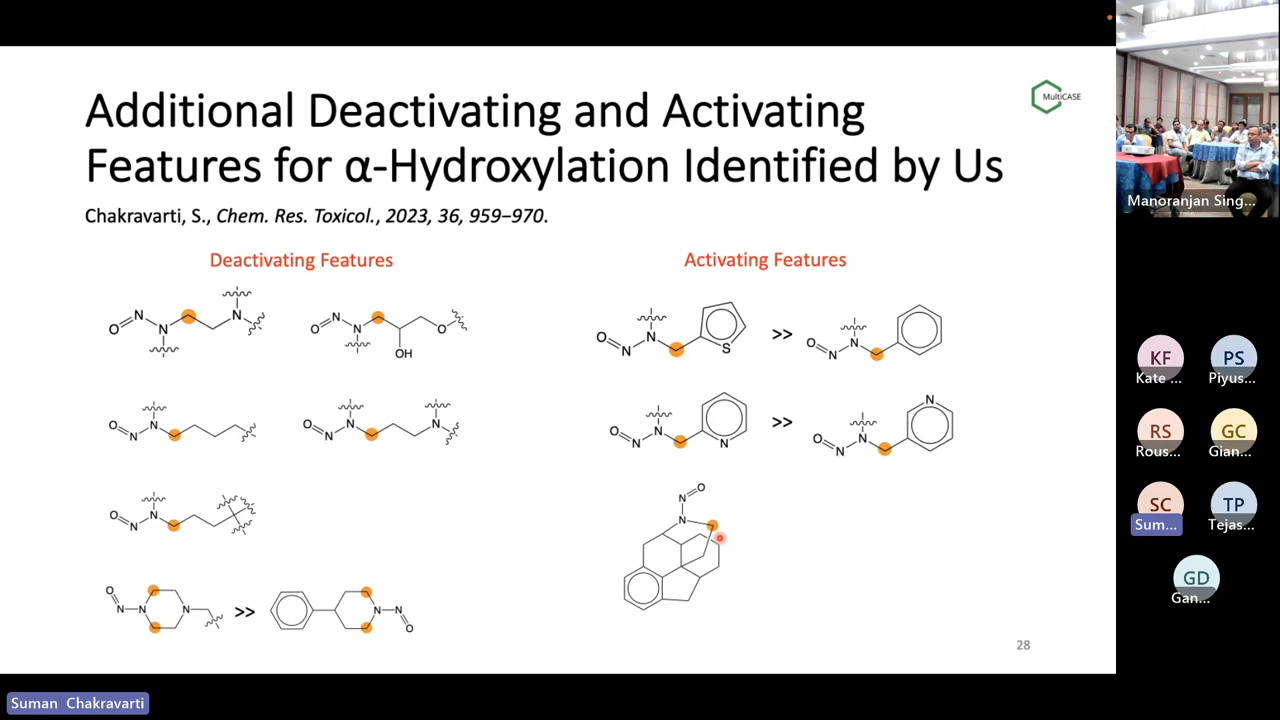 Additional Deactivating and Activating
Features for α-Hydroxylation Identified by Us
MultiCASE
Chakravarti, S., Chem. Res. Toxicol., 2023, 36, 959–970.
Deactivating Features
Activating Features
O N N N
O N N OH O
O N N S
>>
O N N
O N N
O N N N
O N N N
>>
O N N N
O N N
N O N
O N N N
>>
N N O
28
Manoranjan Sing...
KF
Kate ...
PS
Piyus...
RS
Rous...
GC
Gian...
SC
Sum...
TP
Tejas...
GD
Gan...
Suman Chakravarti